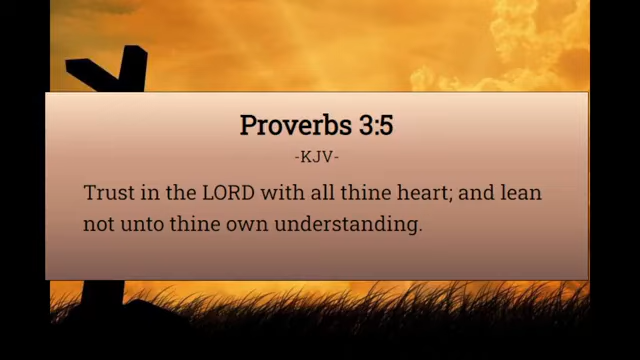 Proverbs 3:5
-KJV-
Trust in the LORD with all thine heart; and lean
not unto thine own understanding.